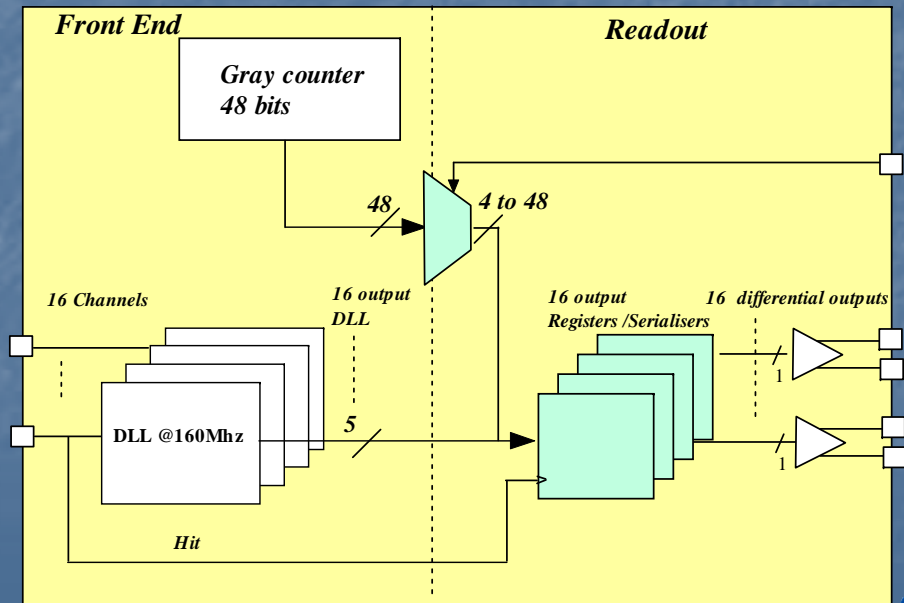 Front End
Readout
Gray counter
48 bits
48
4 to 48
16 Channels
16 output
DLL
16 output
Registers /Serialisers
16 differential outputs
1
DLL @160Mhz
5
1
Hit